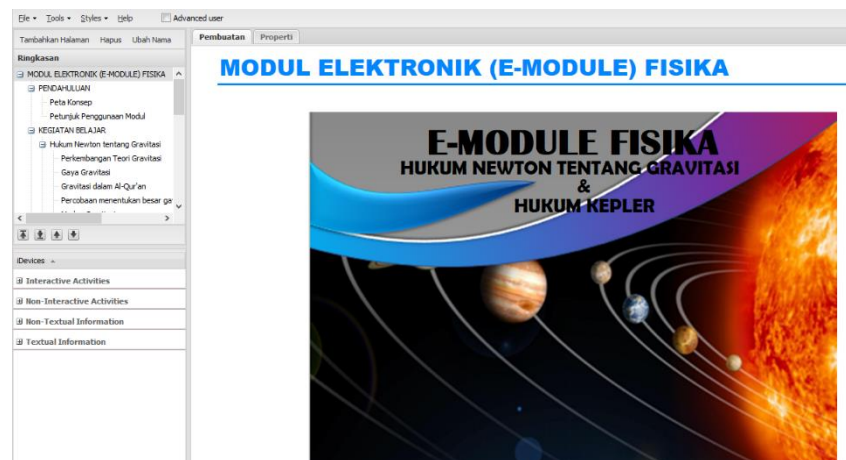 File Tools Styles Help Advanced user
Tambahkan Halaman Hapus Ubah Nama
Pembuatan Properti
Ringkasan
MODUL ELEKTRONIK (E-MODULE) FISIKA
PENDAHULUAN
Peta Konsep
Petunjuk Penggunaan Modul
KEGIATAN BELAJAR
Hukum Newton tentang Gravitasi
Perkembangan Teori Gravitasi
Gaya Gravitasi
Gravitasi dalam Al-Qur'an
Percobaan menentukan besar ga
iDevices
Interactive Activities
Non-Interactive Activities
Non-Textual Information
Textual Information
MODUL ELEKTRONIK (E-MODULE) FISIKA
E-MODULE FISIKA
HUKUM NEWTON TENTANG GRAVITASI
&
HUKUM KEPLER